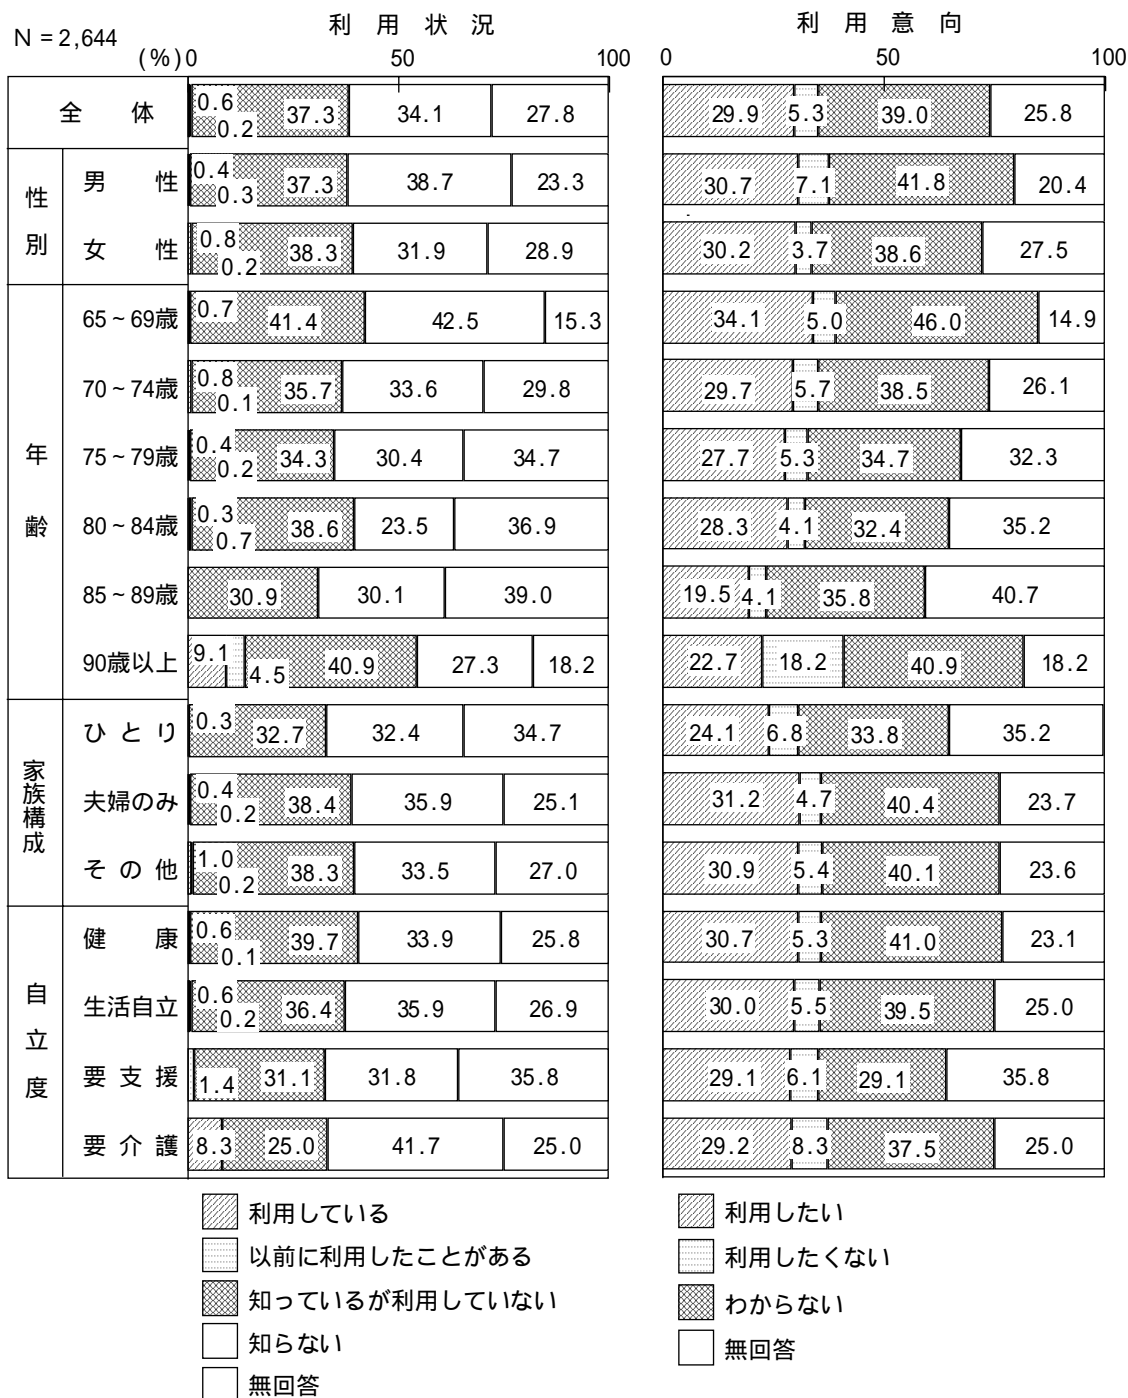 利用状況 利用意向
N = 2,644
(%) 0 50 100 0 50 100
全体 0.6 0.2 37.3 34.1 27.8 29.9 5.3 39.0 25.8
性別
男性 0.4 0.3 37.3 38.7 23.3 30.7 7.1 41.8 20.4
女性 0.8 0.2 38.3 31.9 28.9 30.2 3.7 38.6 27.5
年齢
65~69歳 0.7 41.4 42.5 15.3 34.1 5.0 46.0 14.9
70~74歳 0.8 0.1 35.7 33.6 29.8 29.7 5.7 38.5 26.1
75~79歳 0.4 0.2 34.3 30.4 34.7 27.7 5.3 34.7 32.3
80~84歳 0.3 0.7 38.6 23.5 36.9 28.3 4.1 32.4 35.2
85~89歳 30.9 30.1 39.0 19.5 4.1 35.8 40.7
90歳以上 9.1 4.5 40.9 27.3 18.2 22.7 18.2 40.9 18.2
家族構成
ひとり 0.3 32.7 32.4 34.7 24.1 6.8 33.8 35.2
夫婦のみ 0.4 0.2 38.4 35.9 25.1 31.2 4.7 40.4 23.7
その他 1.0 0.2 38.3 33.5 27.0 30.9 5.4 40.1 23.6
自立度
健康 0.6 0.1 39.7 33.9 25.8 30.7 5.3 41.0 23.1
生活自立 0.6 0.2 36.4 35.9 26.9 30.0 5.5 39.5 25.0
要支援 1.4 31.1 31.8 35.8 29.1 6.1 29.1 35.8
要介護 8.3 25.0 41.7 25.0 29.2 8.3 37.5 25.0
利用している
以前に利用したことがある
知っているが利用していない
知らない
無回答
利用したい
利用したくない
わからない
無回答